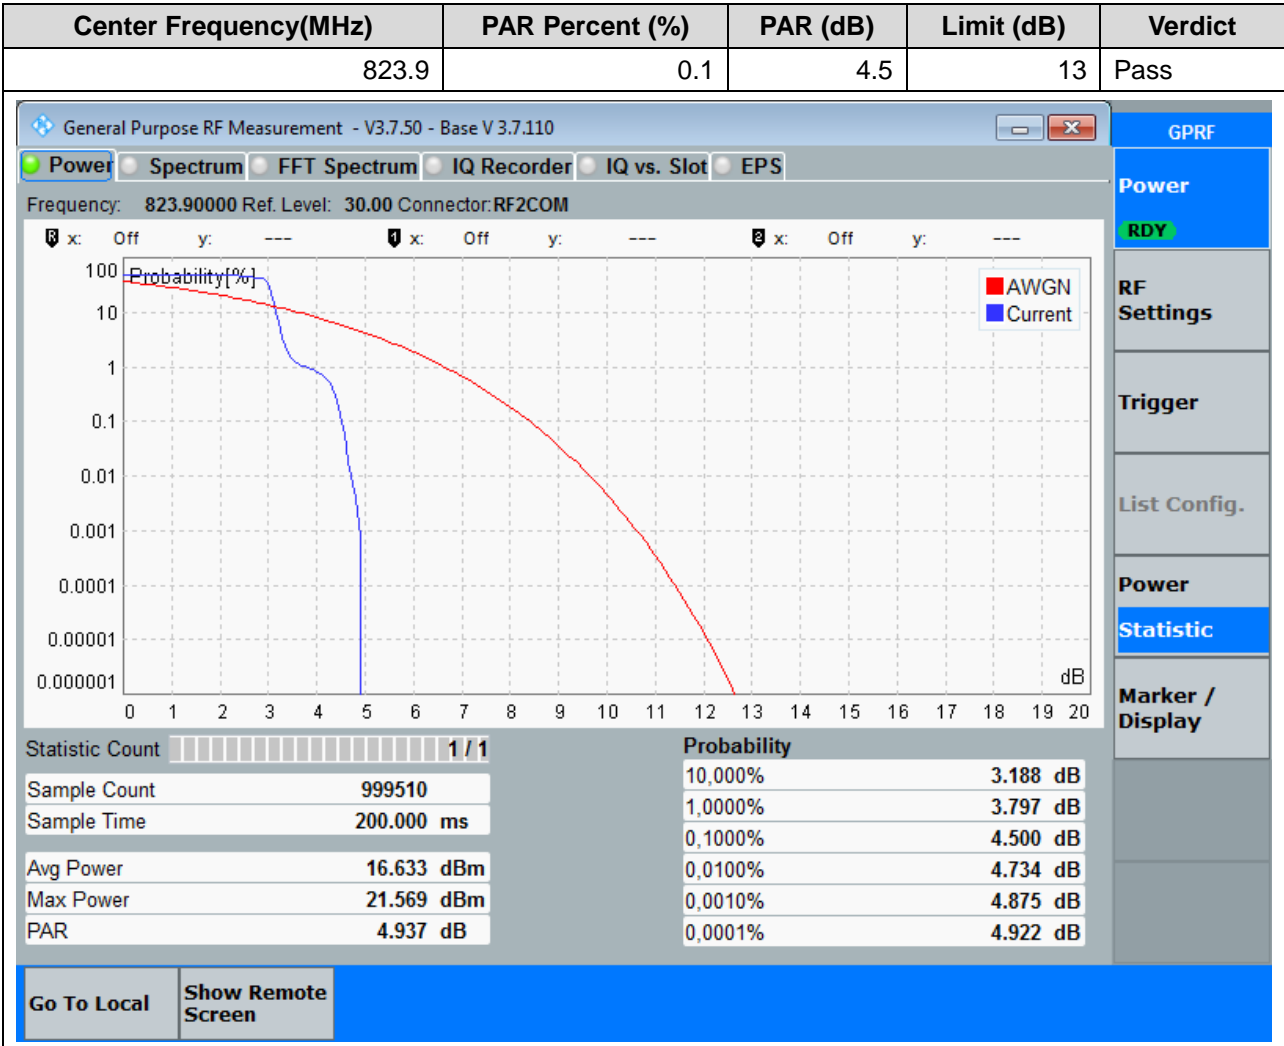 Center Frequency(MHz) PAR Percent (%) PAR (dB) Limit (dB) Verdict
823.9 0.1 4.5 13 Pass
General Purpose RF Measurement - V3.7.50 - Base V 3.7.110
GPRF
Power Spectrum FFT Spectrum IQ Recorder IQ vs. Slot EPS
Frequency: 823.90000 Ref. Level: 30.00 Connector:RF2COM
R x: Off y: --- 1 x: Off y: --- 2 x: Off y: ---
Probability[%]
AWGN
Current
100
10
1
0.1
0.01
0.001
0.0001
0.00001
0.000001
dB
0 1 2 3 4 5 6 7 8 9 10 11 12 13 14 15 16 17 18 19 20
Statistic Count 1 / 1
Sample Count 999510
Sample Time 200.000 ms
Avg Power 16.633 dBm
Max Power 21.569 dBm
PAR 4.937 dB
Probability
10,000% 3.188 dB
1,0000% 3.797 dB
0,1000% 4.500 dB
0,0100% 4.734 dB
0,0010% 4.875 dB
0,0001% 4.922 dB
Power
RDY
RF
Settings
Trigger
List Config.
Power
Statistic
Marker /
Display
Go To Local
Show Remote
Screen